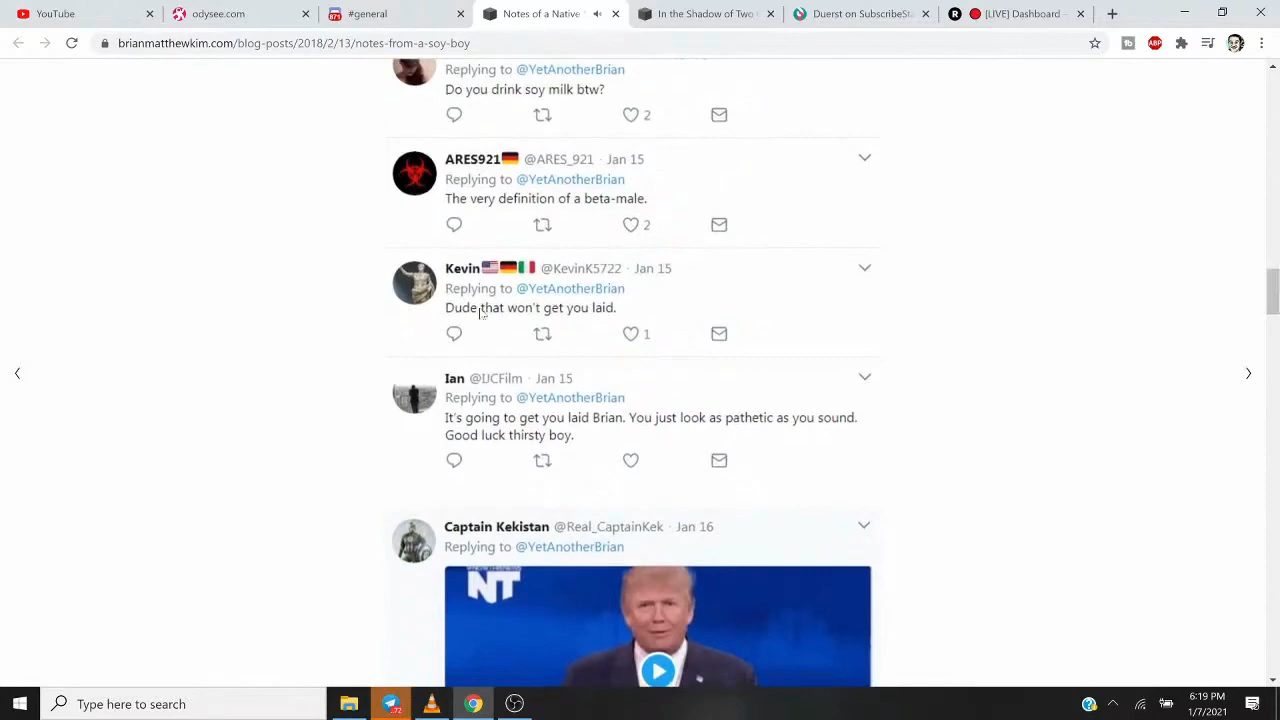 YouTube
odysee.com
#general
Notes of a Native
In the Shadow of Two
Duerst on SubscribeSta
[LIVE] Dashboard -
brianmatthewkim.com/blog-posts/2018/2/13/notes-from-a-soy-boy
Replying to @YetAnotherBrian
Do you drink soy milk btw?
2
ARES921 @ARES_921 · Jan 15
Replying to @YetAnotherBrian
The very definition of a beta-male.
2
Kevin @KevinK5722 · Jan 15
Replying to @YetAnotherBrian
Dude that won't get you laid.
1
Ian @IJCFilm · Jan 15
Replying to @YetAnotherBrian
It's going to get you laid Brian. You just look as pathetic as you sound.
Good luck thirsty boy.
Captain Kekistan @Real_CaptainKek · Jan 16
Replying to @YetAnotherBrian
NT
Type here to search
72
6:19 PM
1/7/2021